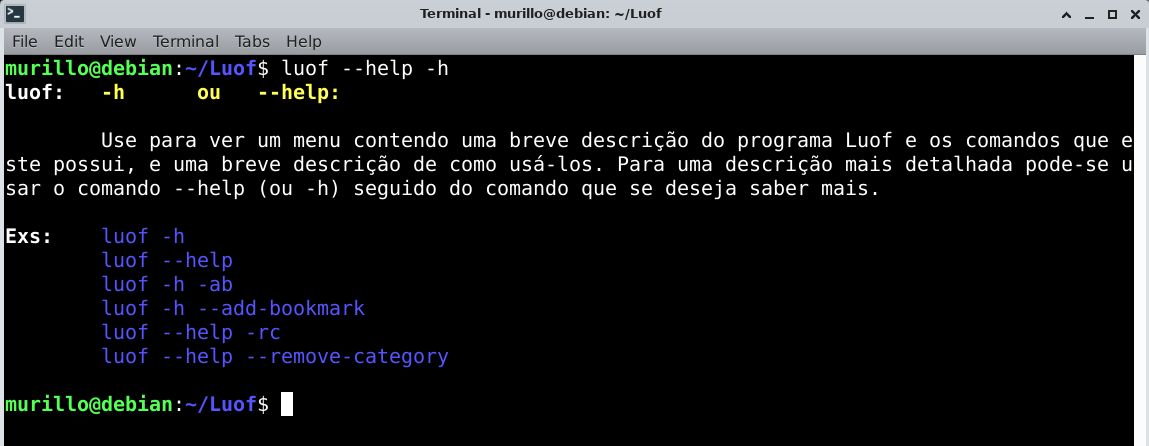 Terminal - murillo@debian: ~/Luof
File Edit View Terminal Tabs Help
murillo@debian:~/Luof$ luof --help -h
luof: -h ou --help:
Use para ver um menu contendo uma breve descrição do programa Luof e os comandos que e
ste possui, e uma breve descrição de como usá-los. Para uma descrição mais detalhada pode-se u
sar o comando --help (ou -h) seguido do comando que se deseja saber mais.
Exs: luof -h
luof --help
luof -h -ab
luof -h --add-bookmark
luof --help -rc
luof --help --remove-category
murillo@debian:~/Luof$